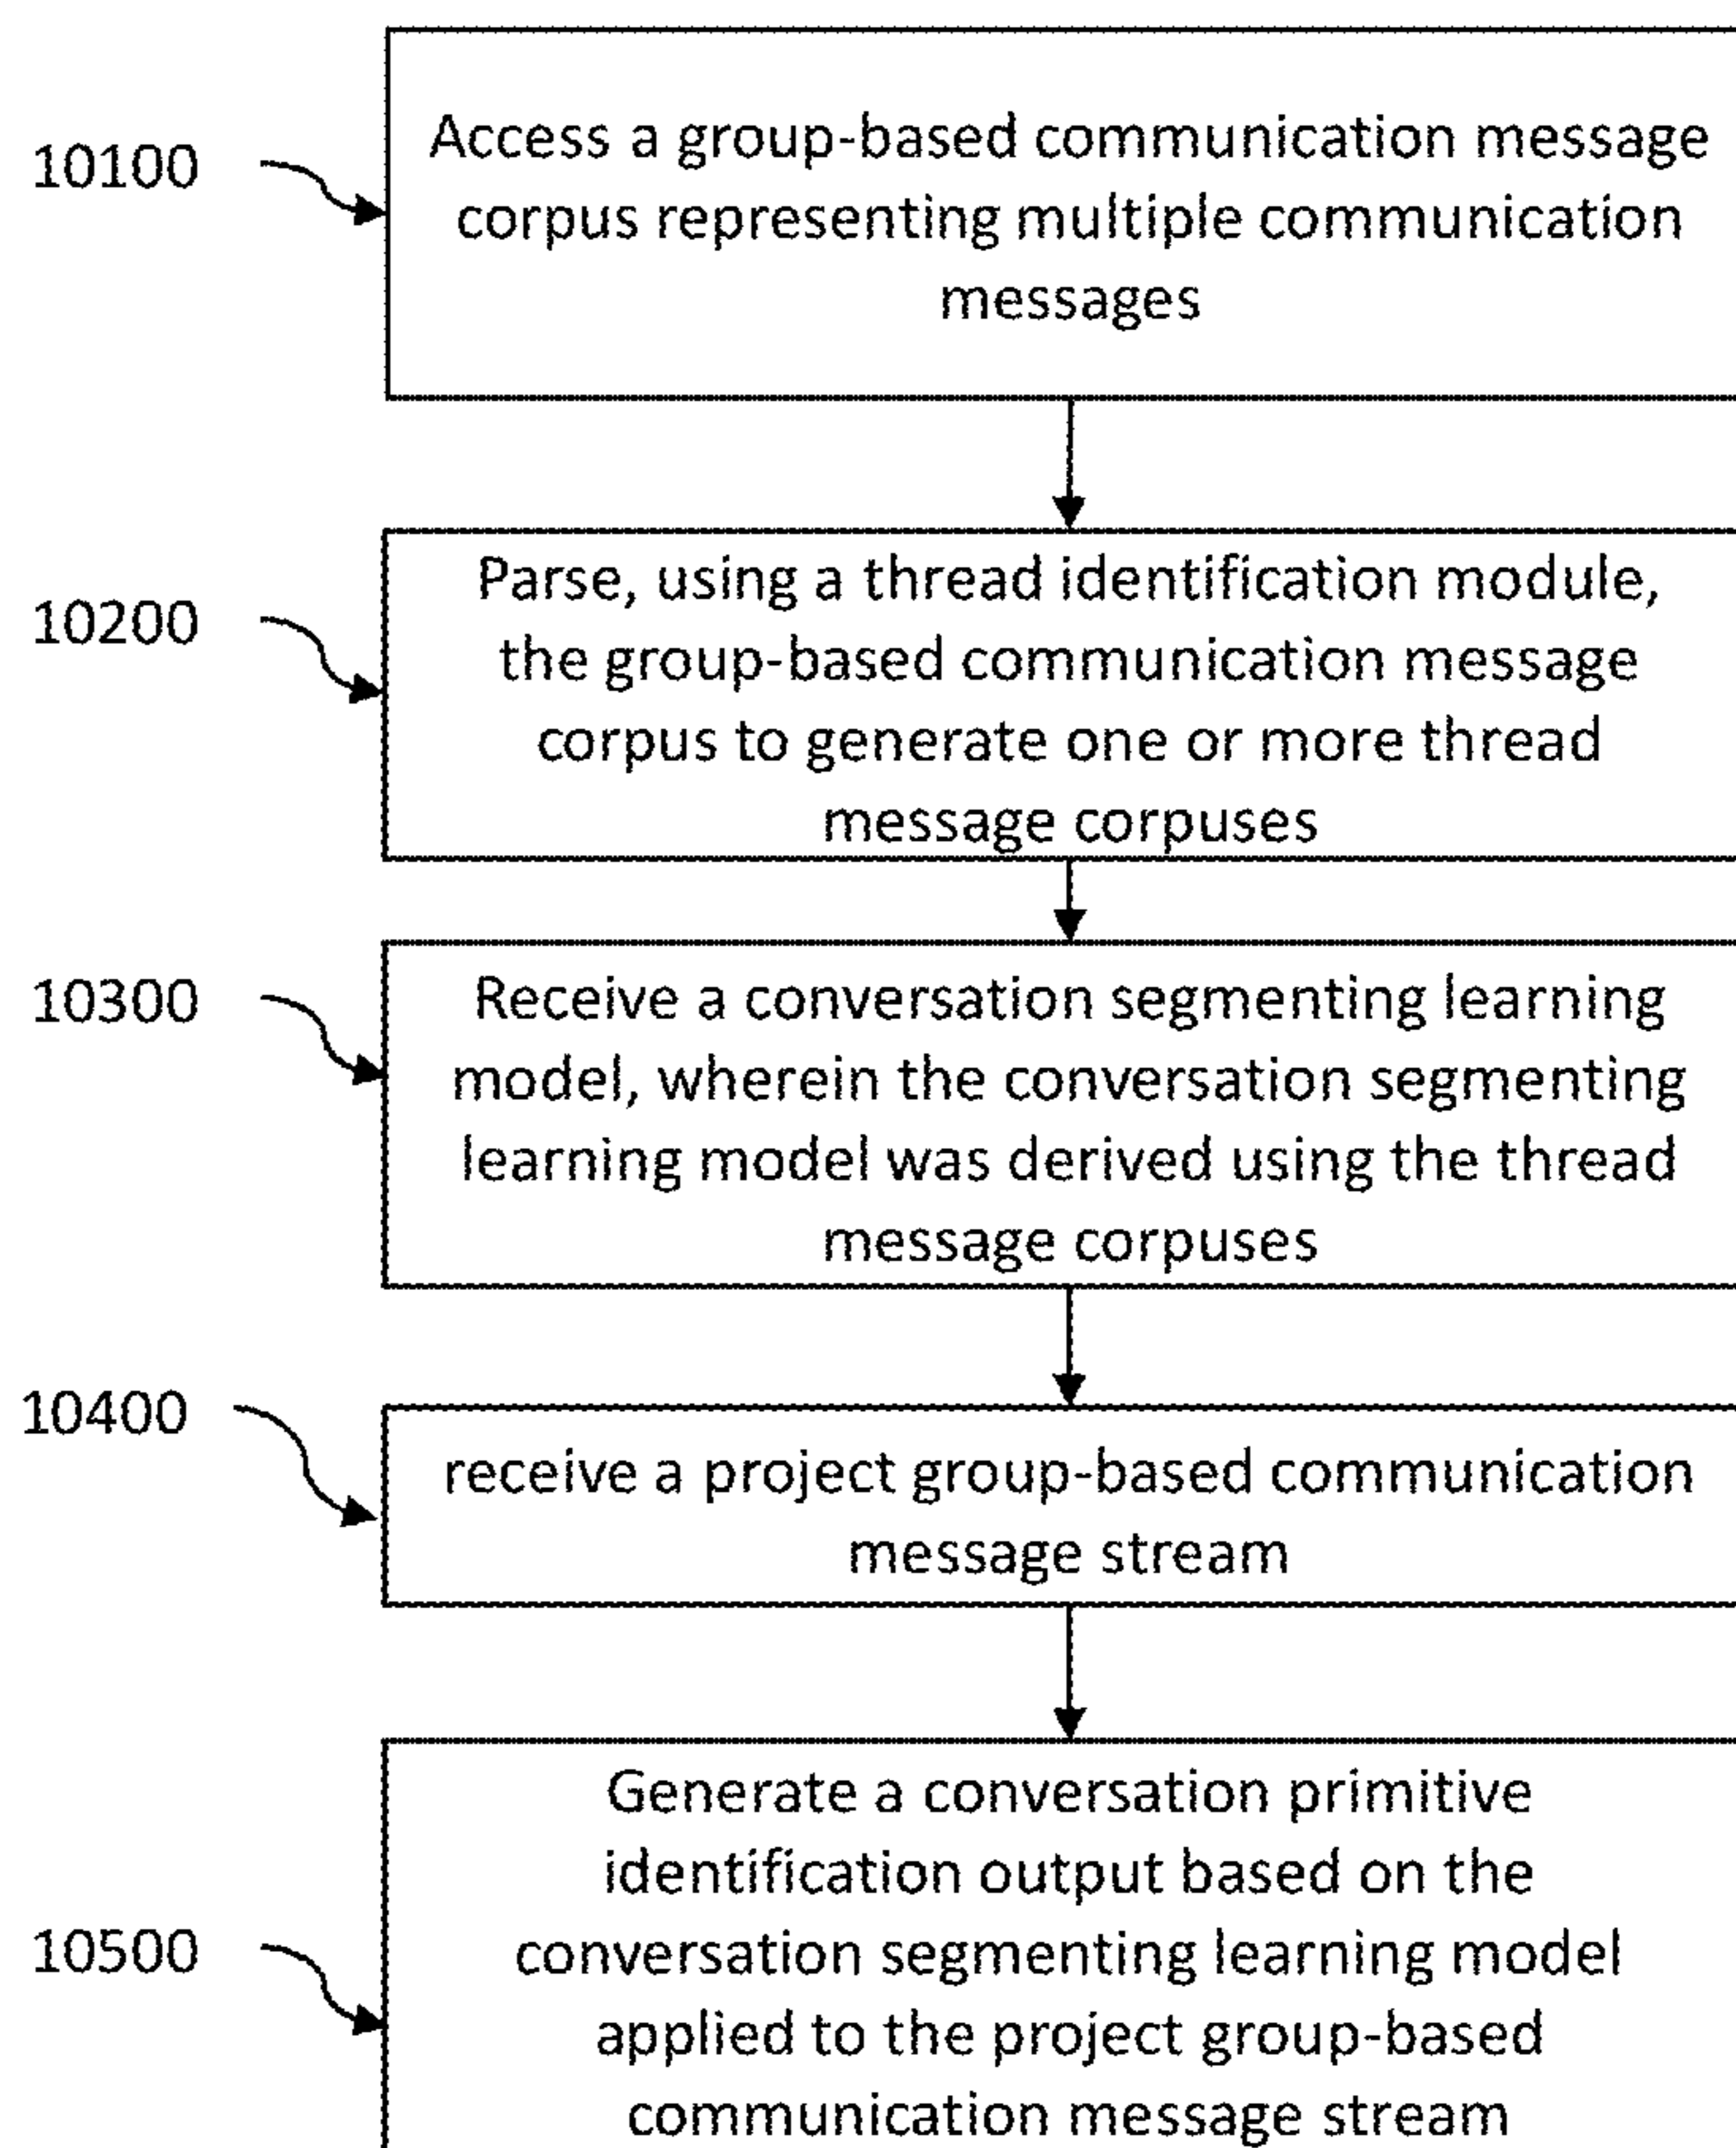 10100
Access a group-based communication message
corpus representing multiple communication
messages
10200
Parse, using a thread identification module,
the group-based communication message
corpus to generate one or more thread
message corpuses
10300
Receive a conversation segmenting learning
model, wherein the conversation segmenting
learning model was derived using the thread
message corpuses
10400
receive a project group-based communication
message stream
10500
Generate a conversation primitive
identification output based on the
conversation segmenting learning model
applied to the project group-based
communication message stream